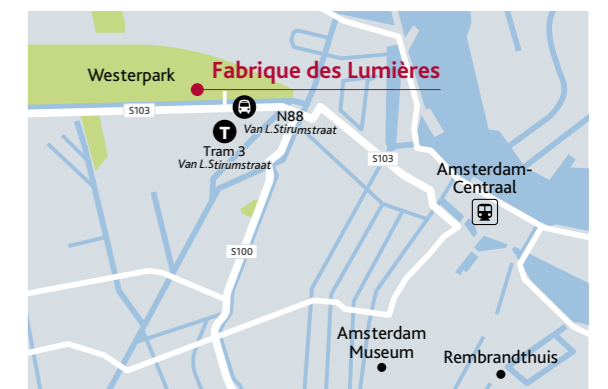 Westerpark
Fabrique des Lumières
S103
N88
Van L.Stirumstraat
T
Tram 3
Van L.Stirumstraat
S103
Amsterdam-
Centraal
S100
Amsterdam
Museum
Rembrandthuis